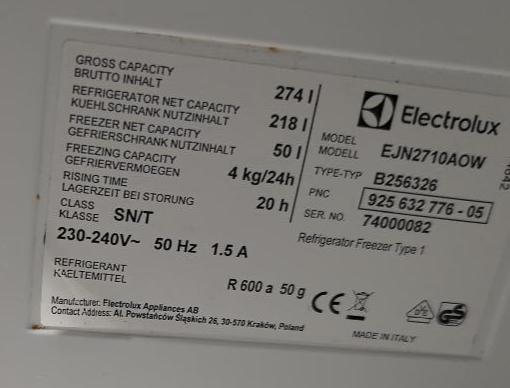 GROSS CAPACITY
BRUTTO INHALT
274 l
REFRIGERATOR NET CAPACITY
KUEHLSCHRANK NUTZINHALT
218 l
FREEZER NET CAPACITY
GEFRIERSCHRANK NUTZINHALT
50 l
FREEZING CAPACITY
GEFRIERVERMOEGEN
4 kg/24h
RISING TIME
LAGERZEIT BEI STORUNG
20 h
CLASS
KLASSE SN/T
230-240V~ 50 Hz 1.5 A
REFRIGERANT
KAELTEMITTEL
R 600 a 50 g
Manufacturer: Electrolux Appliances AB
Contact Address: Al. Powstańców Śląskich 26, 30-570 Kraków, Poland
Electrolux
MODEL
MODELL
EJN2710AOW
TYPE-TYP B256326
PNC 925 632 776 - 05
SER. NO. 74000082
Refrigerator Freezer Type 1
CE
GS
MADE IN ITALY